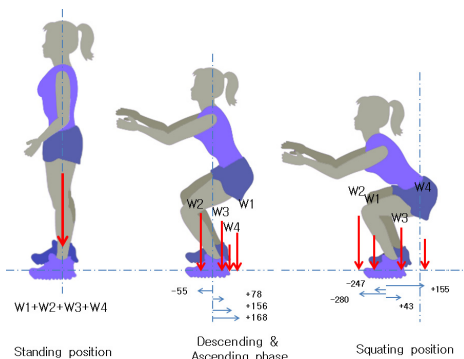 W1+W2+W3+W4
Standing position
W2
W3
W1
W4
-55
+78
+156
+168
Descending &
Ascending phase
W2
W1
W4
W3
-247
-280
+155
+43
Squating position